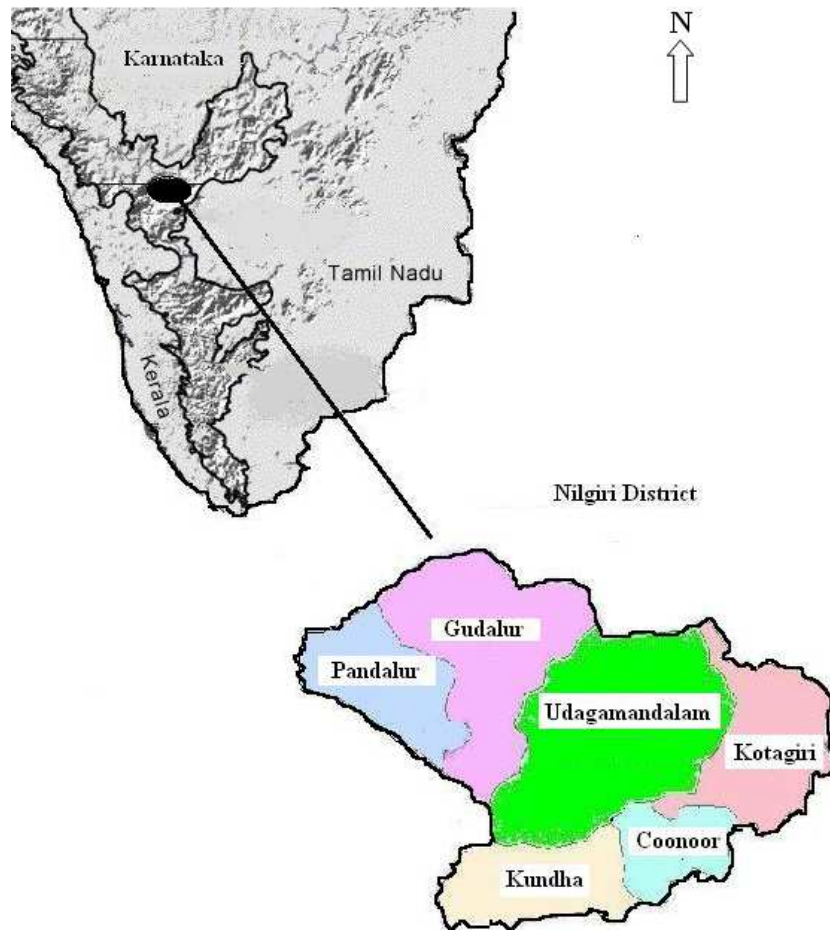 N
Karnataka
Tamil Nadu
Kerala
Nilgiri District
Gudalur
Pandalur
Udagamandalam
Kotagiri
Coonoor
Kundha